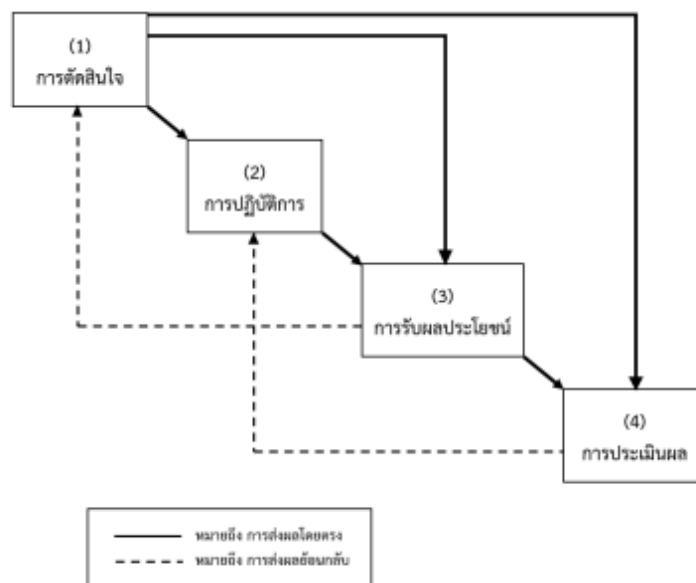 (1)
การตัดสินใจ
(2)
การปฏิบัติการ
(3)
การรับผลประโยชน์
(4)
การประเมินผล
หมายถึง การส่งผลโดยตรง
หมายถึง การส่งผลย้อนกลับ